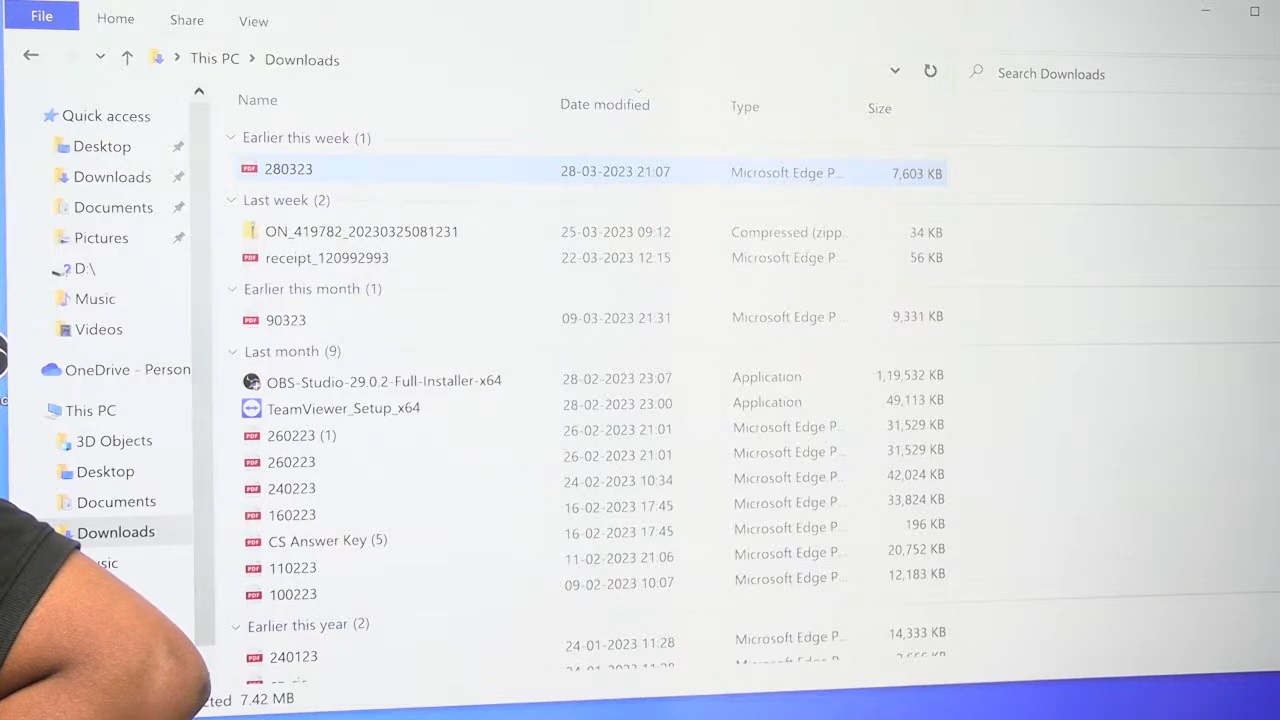 File Home Share View
This PC > Downloads
Search Downloads
Name Date modified Type Size
Quick access
Desktop
Downloads
Documents
Pictures
D:\
Music
Videos
OneDrive - Person
This PC
3D Objects
Desktop
Documents
Downloads
Earlier this week (1)
280323 28-03-2023 21:07 Microsoft Edge P... 7,603 KB
Last week (2)
ON_419782_20230325081231 25-03-2023 09:12 Compressed (zipp... 34 KB
receipt_120992993 22-03-2023 12:15 Microsoft Edge P... 56 KB
Earlier this month (1)
90323 09-03-2023 21:31 Microsoft Edge P... 9,331 KB
Last month (9)
OBS-Studio-29.0.2-Full-Installer-x64 28-02-2023 23:07 Application 1,19,532 KB
TeamViewer_Setup_x64 28-02-2023 23:00 Application 49,113 KB
260223 (1) 26-02-2023 21:01 Microsoft Edge P... 31,529 KB
260223 26-02-2023 21:01 Microsoft Edge P... 31,529 KB
240223 24-02-2023 10:34 Microsoft Edge P... 42,024 KB
160223 16-02-2023 17:45 Microsoft Edge P... 33,824 KB
CS Answer Key (5) 16-02-2023 17:45 Microsoft Edge P... 196 KB
110223 11-02-2023 21:06 Microsoft Edge P... 20,752 KB
100223 09-02-2023 10:07 Microsoft Edge P... 12,183 KB
Earlier this year (2)
240123 24-01-2023 11:28 Microsoft Edge P... 14,333 KB
7.42 MB